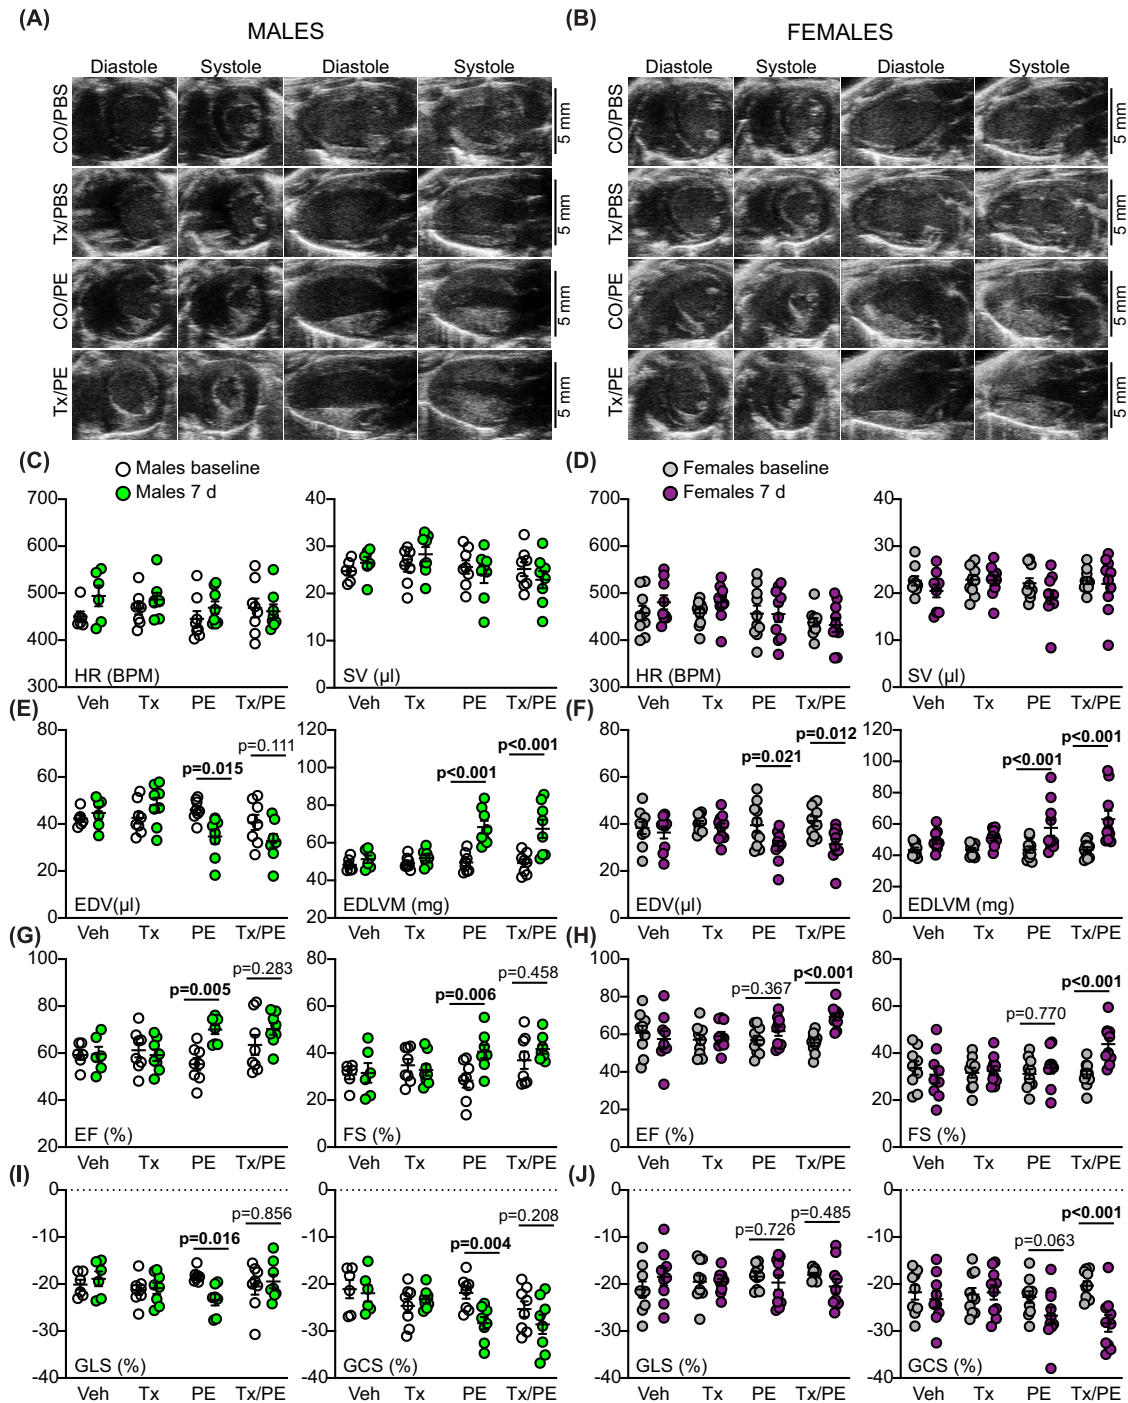 (A)
MALES
Diastole Systole Diastole Systole
CO/PBS
5 mm
Tx/PBS
5 mm
CO/PE
5 mm
Tx/PE
5 mm
(B)
FEMALES
Diastole Systole Diastole Systole
CO/PBS
5 mm
Tx/PBS
5 mm
CO/PE
5 mm
Tx/PE
5 mm
(C)
Males baseline
Males 7 d
700
600
500
400
300
HR (BPM)
Veh Tx PE Tx/PE
40
30
20
10
0
SV (µl)
Veh Tx PE Tx/PE
(D)
Females baseline
Females 7 d
700
600
500
400
300
HR (BPM)
Veh Tx PE Tx/PE
40
30
20
10
0
SV (µl)
Veh Tx PE Tx/PE
(E)
80
60
40
20
0
p=0.015
p=0.111
EDV(µl)
Veh Tx PE Tx/PE
120
100
80
60
40
20
p<0.001
p<0.001
EDLVM (mg)
Veh Tx PE Tx/PE
(F)
80
60
40
20
0
p=0.021
p=0.012
EDV(µl)
Veh Tx PE Tx/PE
120
100
80
60
40
20
0
p<0.001
p<0.001
EDLVM (mg)
Veh Tx PE Tx/PE
(G)
100
80
60
40
20
p=0.005
p=0.283
EF (%)
Veh Tx PE Tx/PE
80
60
40
20
0
p=0.006
p=0.458
FS (%)
Veh Tx PE Tx/PE
(H)
100
80
60
40
20
0
p=0.367
p<0.001
EF (%)
Veh Tx PE Tx/PE
80
60
40
20
0
p=0.770
p<0.001
FS (%)
Veh Tx PE Tx/PE
(I)
0
-10
-20
-30
-40
p=0.016
p=0.856
GLS (%)
Veh Tx PE Tx/PE
0
-10
-20
-30
-40
p=0.004
p=0.208
GCS (%)
Veh Tx PE Tx/PE
(J)
0
-10
-20
-30
-40
p=0.726
p=0.485
GLS (%)
Veh Tx PE Tx/PE
0
-10
-20
-30
-40
p=0.063
p<0.001
GCS (%)
Veh Tx PE Tx/PE